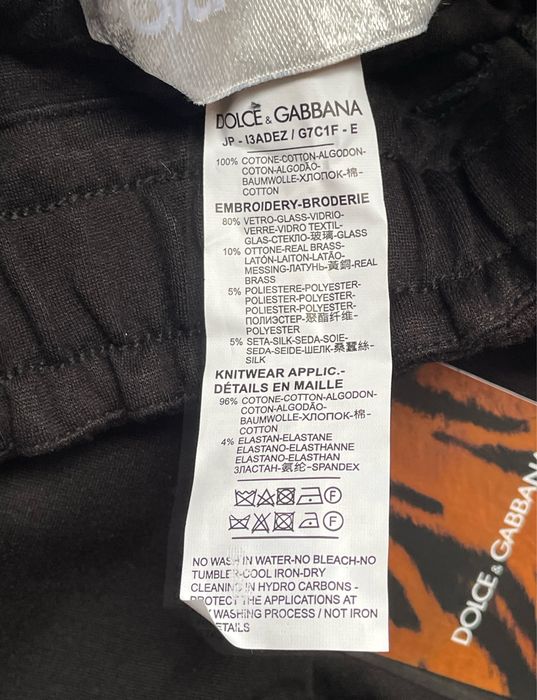 DOLCE & GABBANA
JP - I3ADEZ / G7C1F - E
100% COTONE-COTTON-ALGODON-
COTON-ALGODÃO-
BAUMWOLLE-ХЛОПОК-棉-
COTTON
EMBROIDERY-BRODERIE
80% VETRO-GLASS-VIDRIO-
VERRE-VIDRO TEXTIL-
GLAS-СТЕКЛО-玻璃-GLASS
10% OTTONE-REAL BRASS-
LATÓN-LAITON-LATÃO-
MESSING-ЛАТУНЬ-黃銅-REAL
BRASS
5% POLIESTERE-POLYESTER-
POLYESTER-POLYESTER-
POLYESTER-POLYESTER-
ПОЛИЭСТЕР-聚酯纤维-
POLYESTER
5% SETA-SILK-SEDA-SOIE-
SEDA-SEIDE-ШЕЛК-桑蠶絲-
SILK
KNITWEAR APPLIC.-
DÉTAILS EN MAILLE
96% COTONE-COTTON-ALGODON-
COTON-ALGODÃO-
BAUMWOLLE-ХЛОПОК-棉-
COTTON
4% ELASTAN-ELASTANE
ELASTANO-ELASTHANNE
ELASTANO-ELASTHAN
ЭЛАСТАН-氨纶-SPANDEX
F
F
NO WASH IN WATER-NO BLEACH-NO
TUMBLER-COOL IRON-DRY
CLEANING IN HYDRO CARBONS -
PROTECT THE APPLICATIONS AT
WASHING PROCESS / NOT IRON
DETAILS
DOLCE & GABBANA